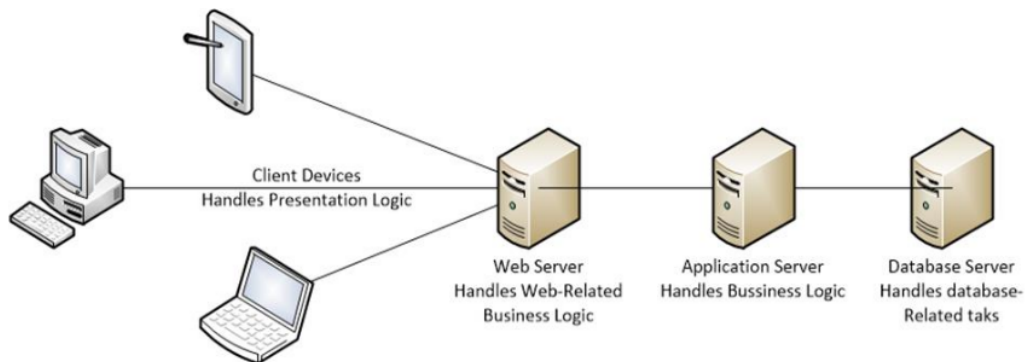 Client Devices
Handles Presentation Logic
Web Server
Handles Web-Related
Business Logic
Application Server
Handles Bussiness Logic
Database Server
Handles database-
Related taks